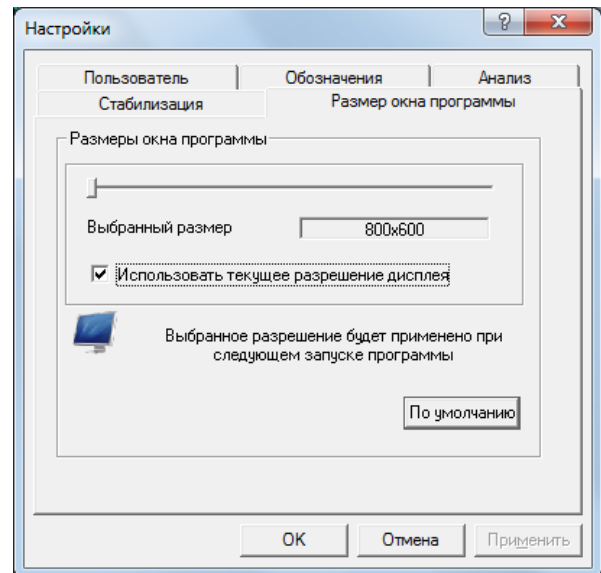 Настройки
Пользователь Обозначения Анализ
Стабилизация Размер окна программы
Размеры окна программы
Выбранный размер 800x600
Использовать текущее разрешение дисплея
Выбранное разрешение будет применено при
следующем запуске программы
По умолчанию
OK Отмена Применить